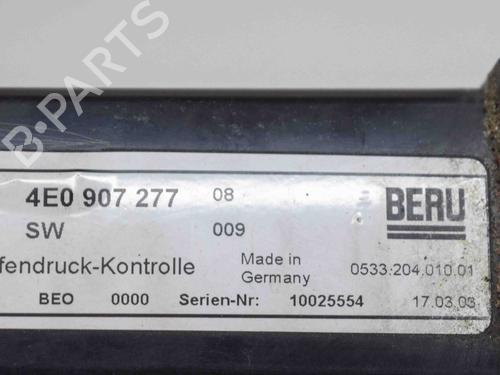 B-PARTS
4E0 907 277 08
BERU
SW 009
fendruck-Kontrolle Made in Germany 0533.204.010.01
BEO 0000 Serien-Nr: 10025554 17.03.03